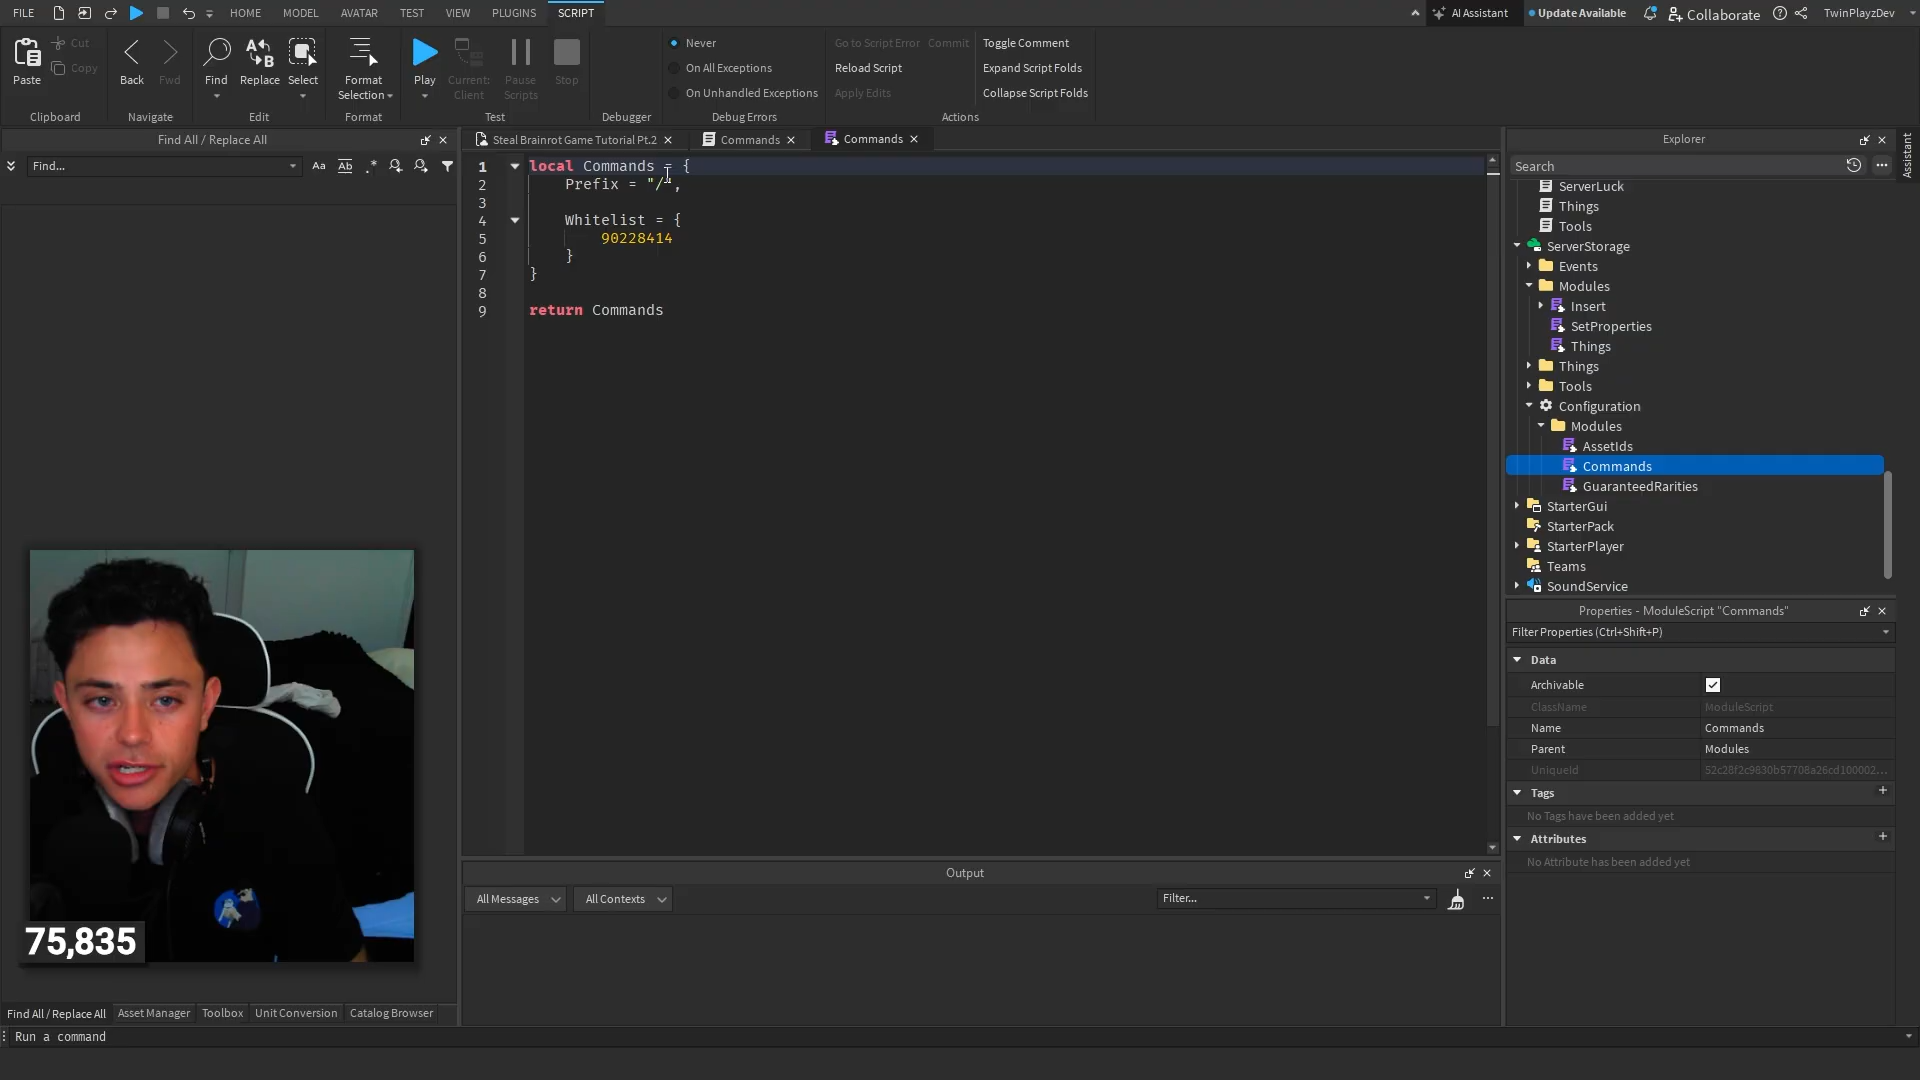 FILE HOME MODEL AVATAR TEST VIEW PLUGINS SCRIPT AI Assistant Update Available Collaborate TwinPlayzDev
Cut
Copy
Paste Back Fwd Find Replace Select Format Selection Play Current: Client Pause Scripts Stop
Never
On All Exceptions
On Unhandled Exceptions
Go to Script Error Commit Toggle Comment
Reload Script Expand Script Folds
Apply Edits Collapse Script Folds
Clipboard Navigate Edit Format Test Debugger Debug Errors Actions
Find All / Replace All
Find... Aa Ab .*
Steal Brainrot Game Tutorial Pt.2 Commands Commands
1 local Commands = {
2 Prefix = "/",
3
4 Whitelist = {
5 90228414
6 }
7 }
8
9 return Commands
Explorer
Assistant
Search
ServerLuck
Things
Tools
ServerStorage
Events
Modules
Insert
SetProperties
Things
Things
Tools
Configuration
Modules
AssetIds
Commands
GuaranteedRarities
StarterGui
StarterPack
StarterPlayer
Teams
SoundService
Properties - ModuleScript "Commands"
Filter Properties (Ctrl+Shift+P)
Data
Archivable
ClassName ModuleScript
Name Commands
Parent Modules
UniqueId 52c28f2c9830b57708a26cd100002...
Tags
No Tags have been added yet
Attributes
No Attribute has been added yet
Output
All Messages All Contexts Filter...
75,835
Find All / Replace All Asset Manager Toolbox Unit Conversion Catalog Browser
Run a command